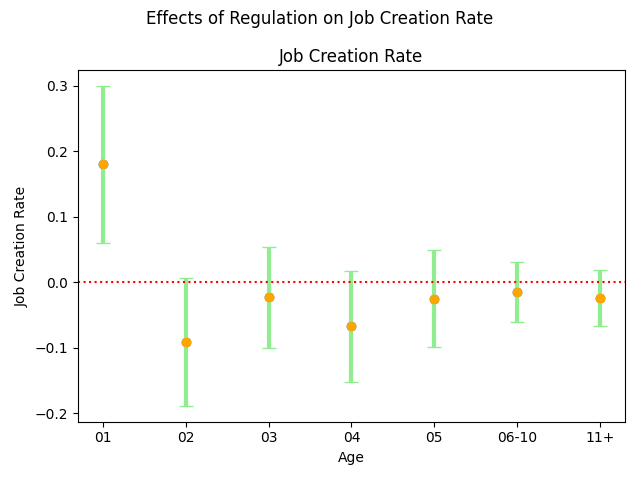 Effects of Regulation on Job Creation Rate
Job Creation Rate
Job Creation Rate
0.3
0.2
0.1
0.0
−0.1
−0.2
01 02 03 04 05 06-10 11+
Age